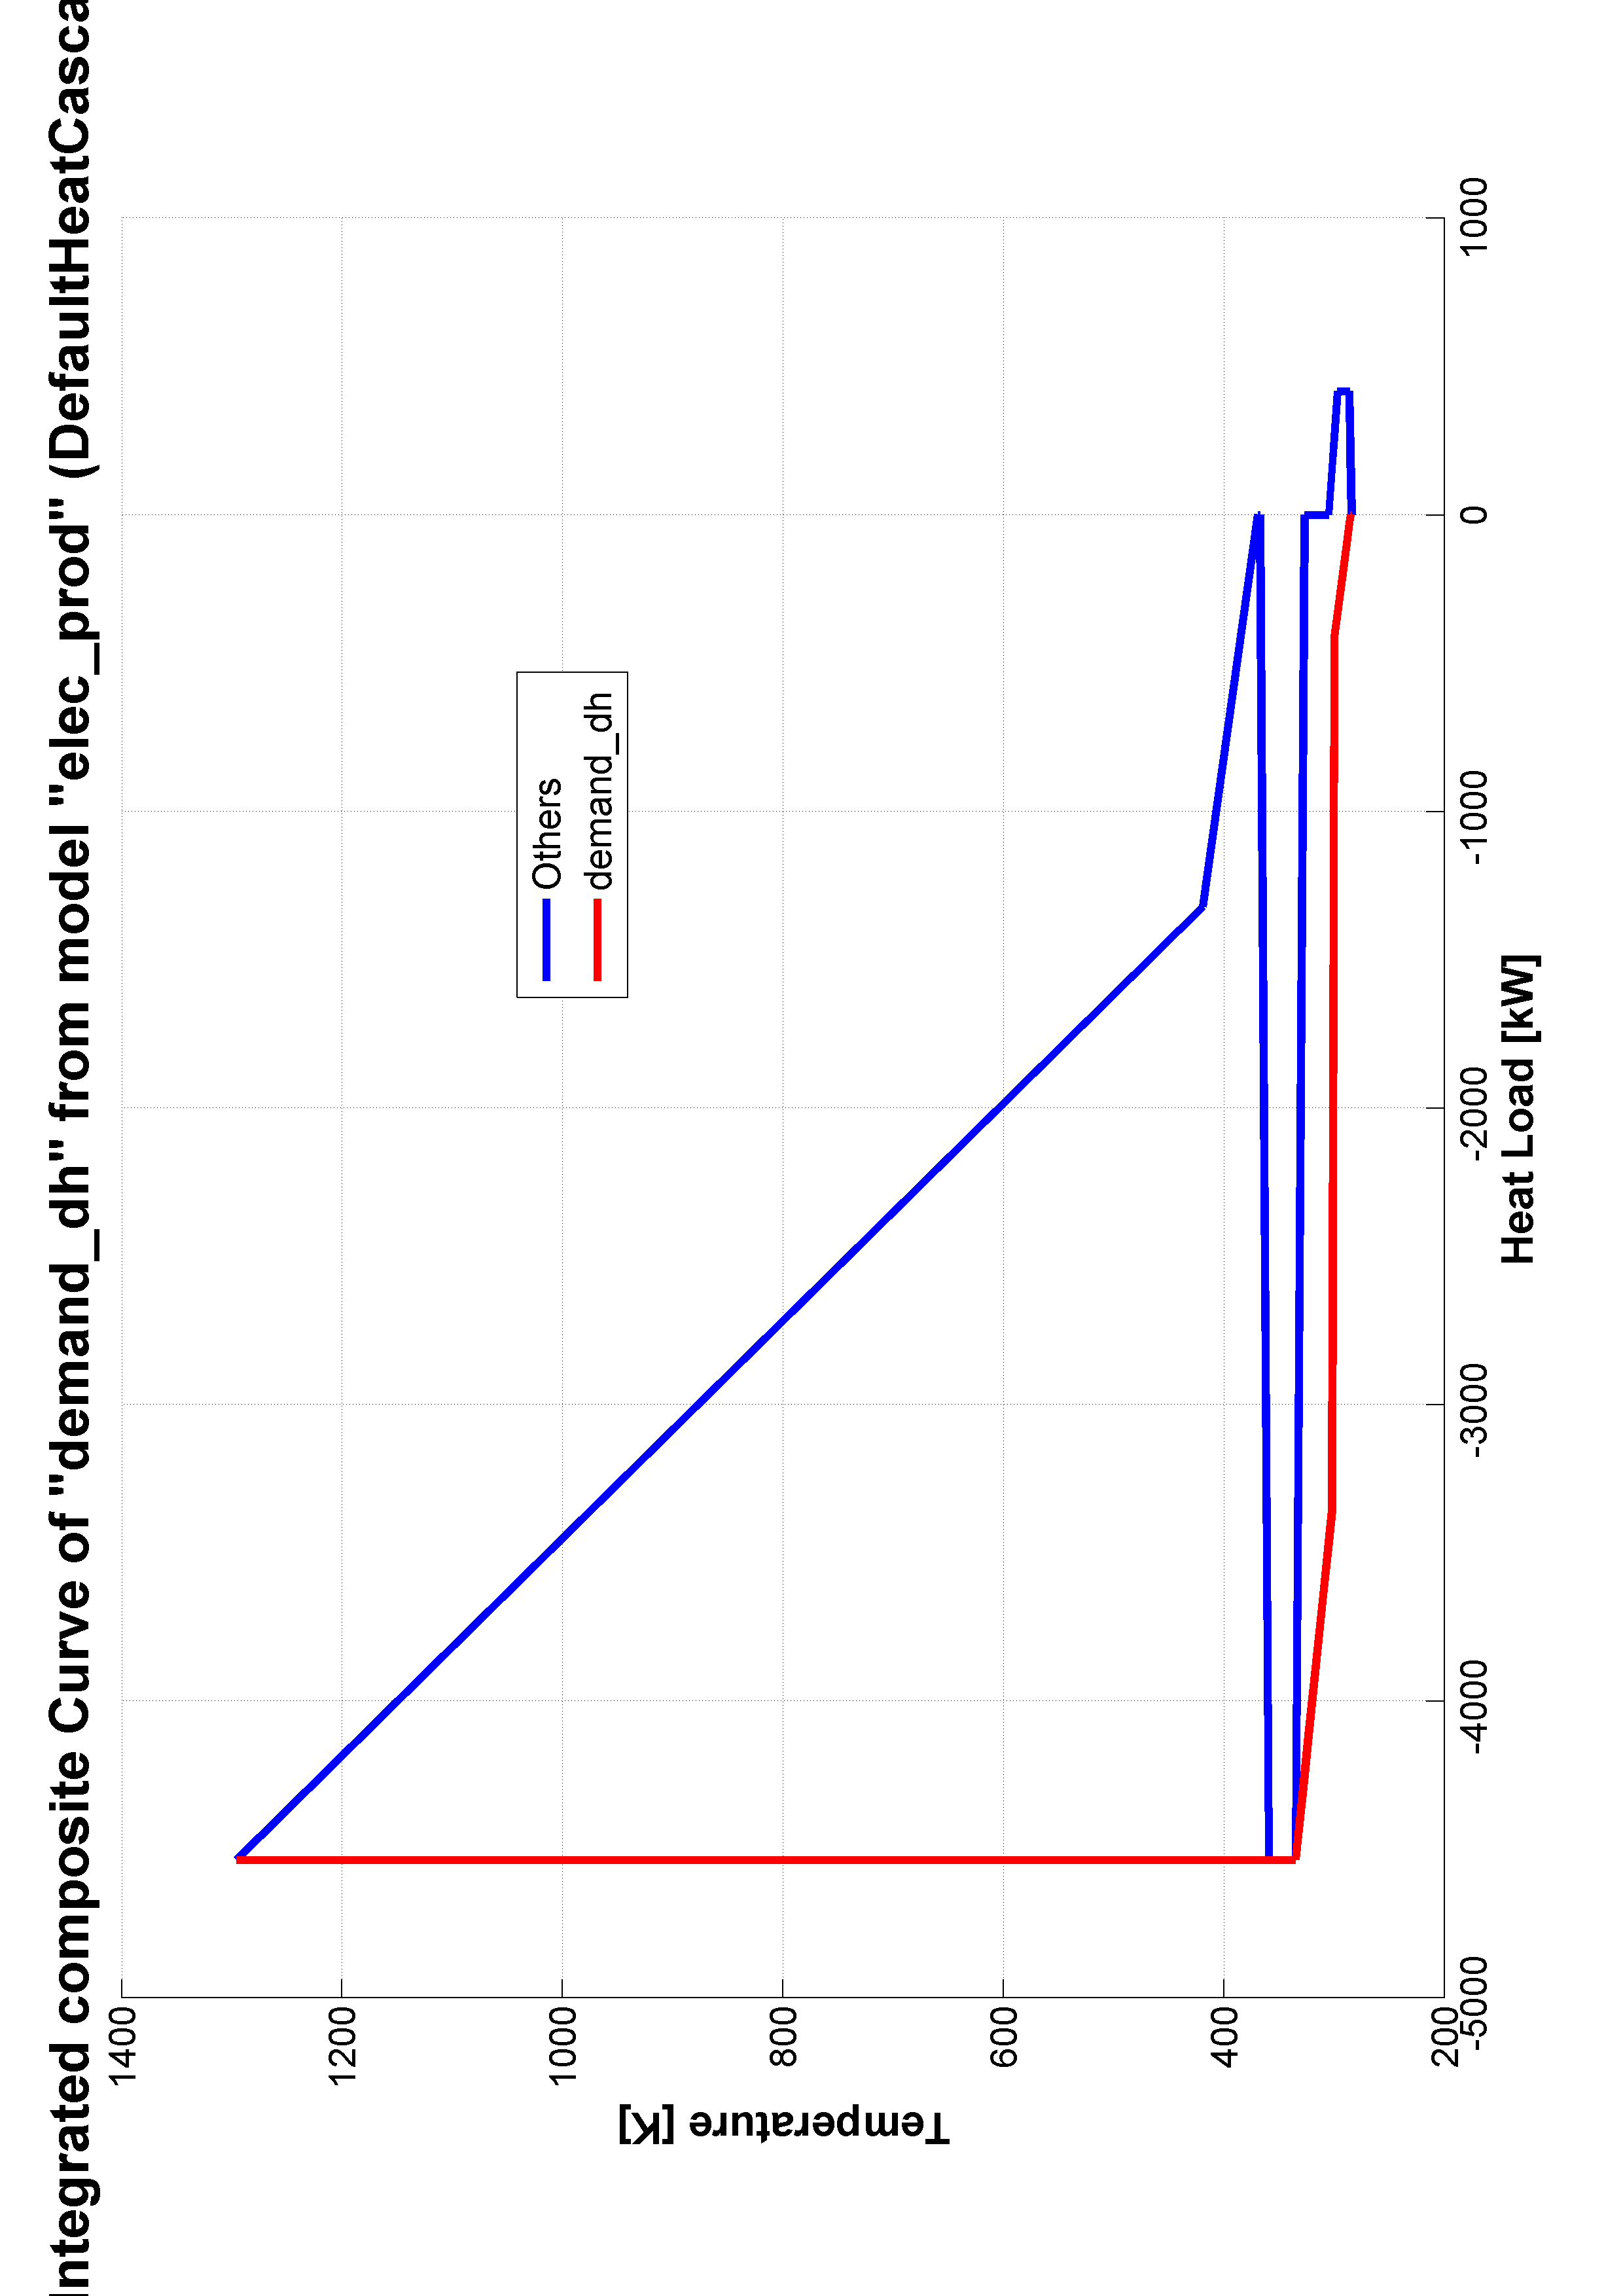 Integrated composite Curve of "demand_dh" from model "elec_prod" (DefaultHeatCasca
1400
1200
1000
800
600
400
200
Temperature [K]
-5000
-4000
-3000
-2000
-1000
0
1000
Heat Load [kW]
Others
demand_dh